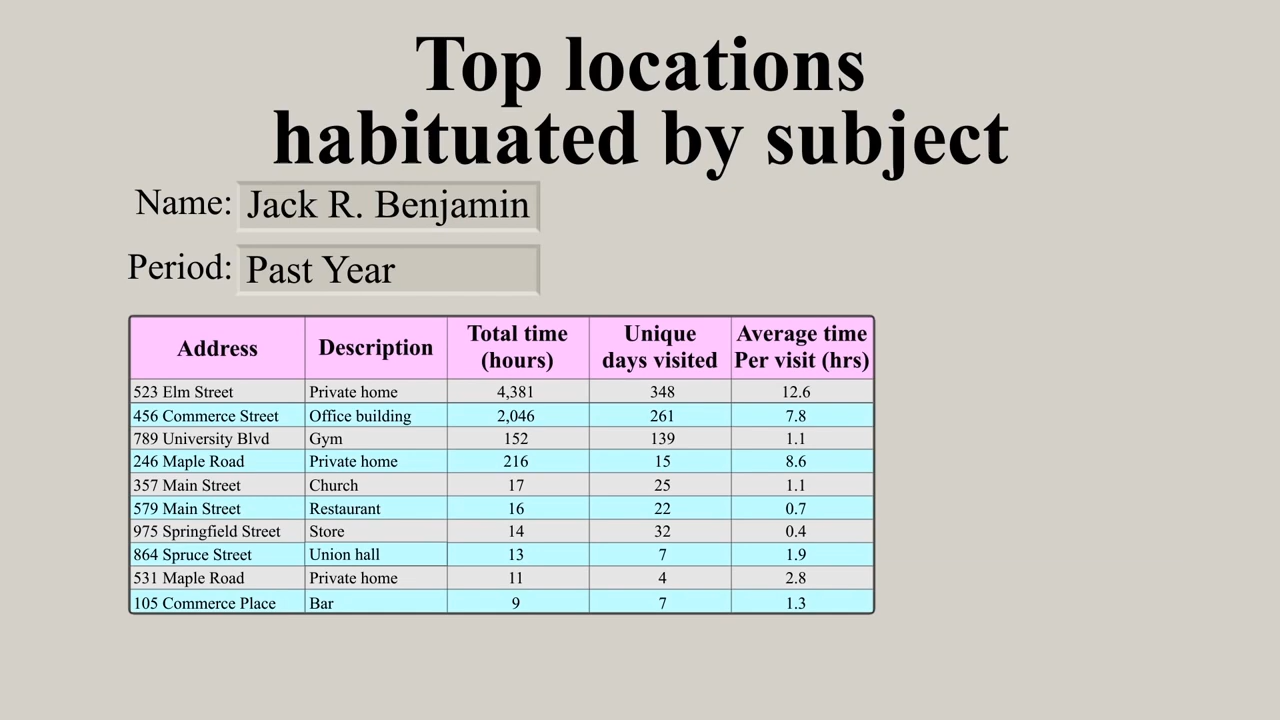 Top locations
habituated by subject
Name: Jack R. Benjamin
Period: Past Year
Address Description Total time (hours) Unique days visited Average time Per visit (hrs)
523 Elm Street Private home 4,381 348 12.6
456 Commerce Street Office building 2,046 261 7.8
789 University Blvd Gym 152 139 1.1
246 Maple Road Private home 216 15 8.6
357 Main Street Church 17 25 1.1
579 Main Street Restaurant 16 22 0.7
975 Springfield Street Store 14 32 0.4
864 Spruce Street Union hall 13 7 1.9
531 Maple Road Private home 11 4 2.8
105 Commerce Place Bar 9 7 1.3